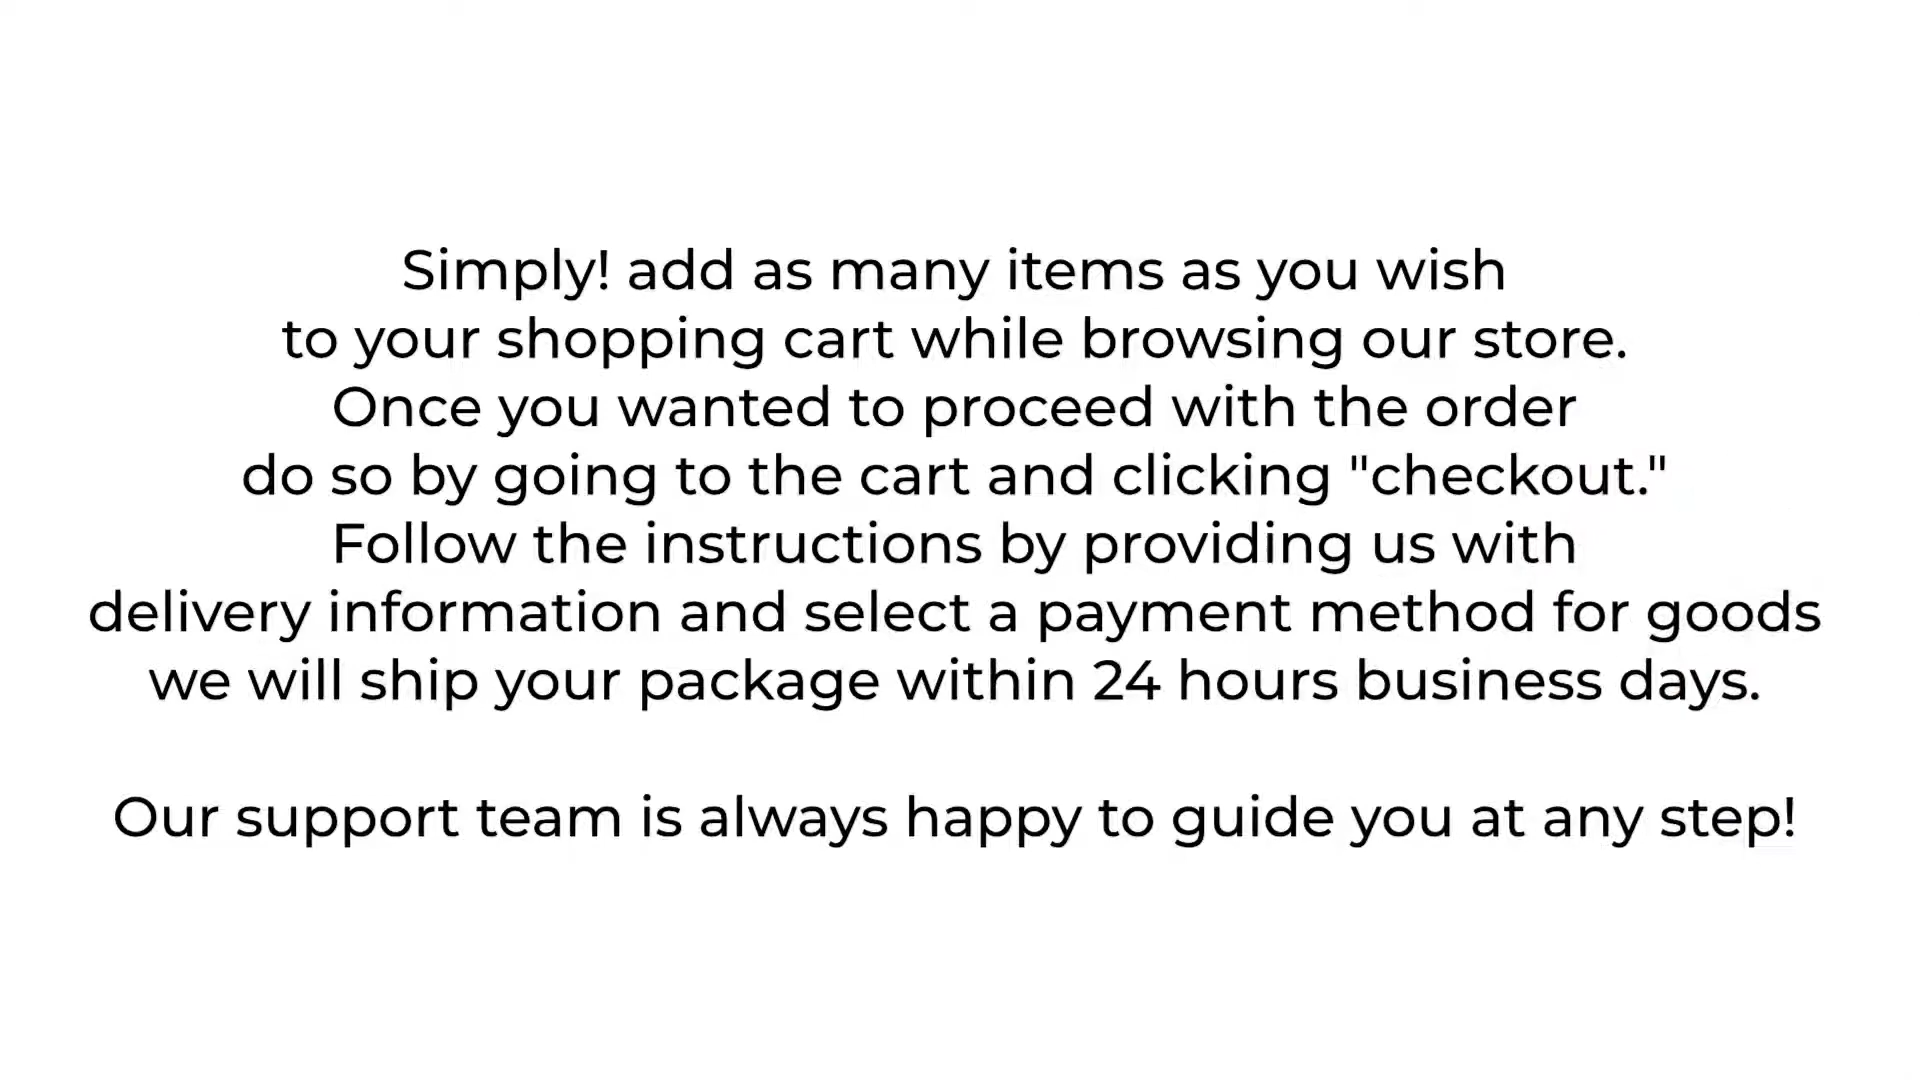 Simply! add as many items as you wish
to your shopping cart while browsing our store.
Once you wanted to proceed with the order
do so by going to the cart and clicking "checkout."
Follow the instructions by providing us with
delivery information and select a payment method for goods
we will ship your package within 24 hours business days.
Our support team is always happy to guide you at any step!